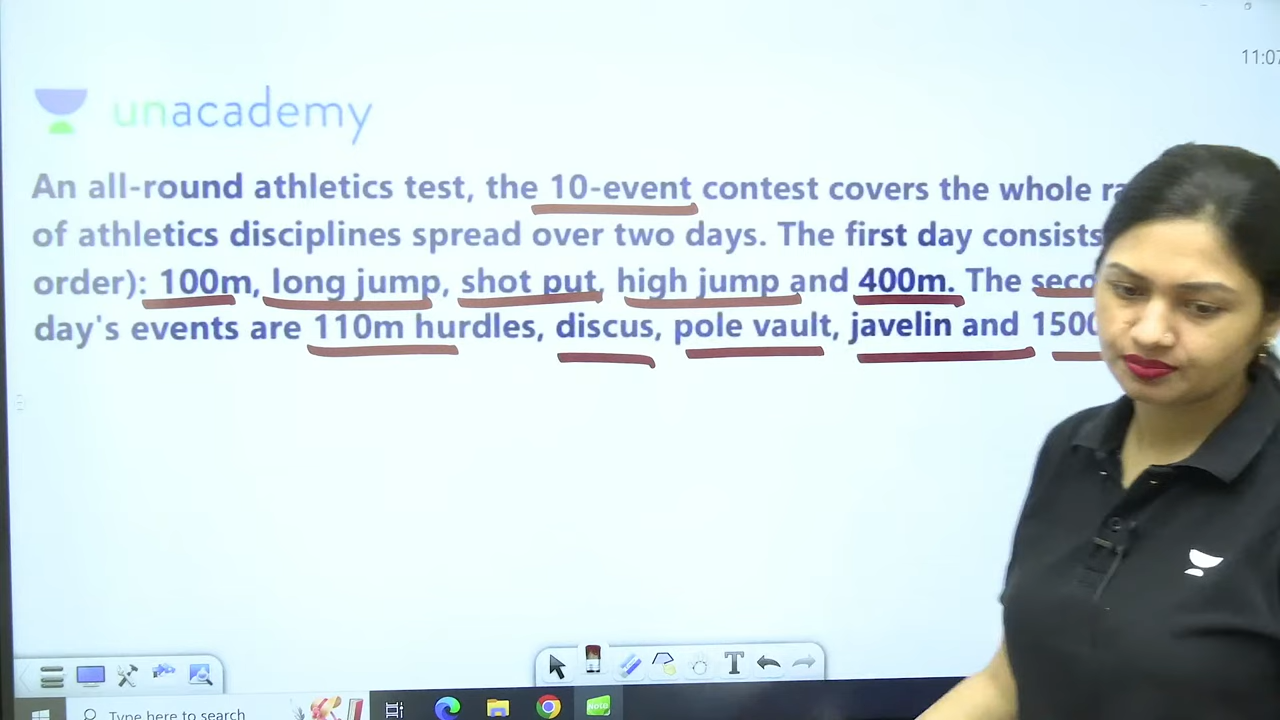 11:07
unacademy
An all-round athletics test, the 10-event contest covers the whole
of athletics disciplines spread over two days. The first day consists
order): 100m, long jump, shot put, high jump and 400m. The
day's events are 110m hurdles, discus, pole vault, javelin and
T
Type here to search